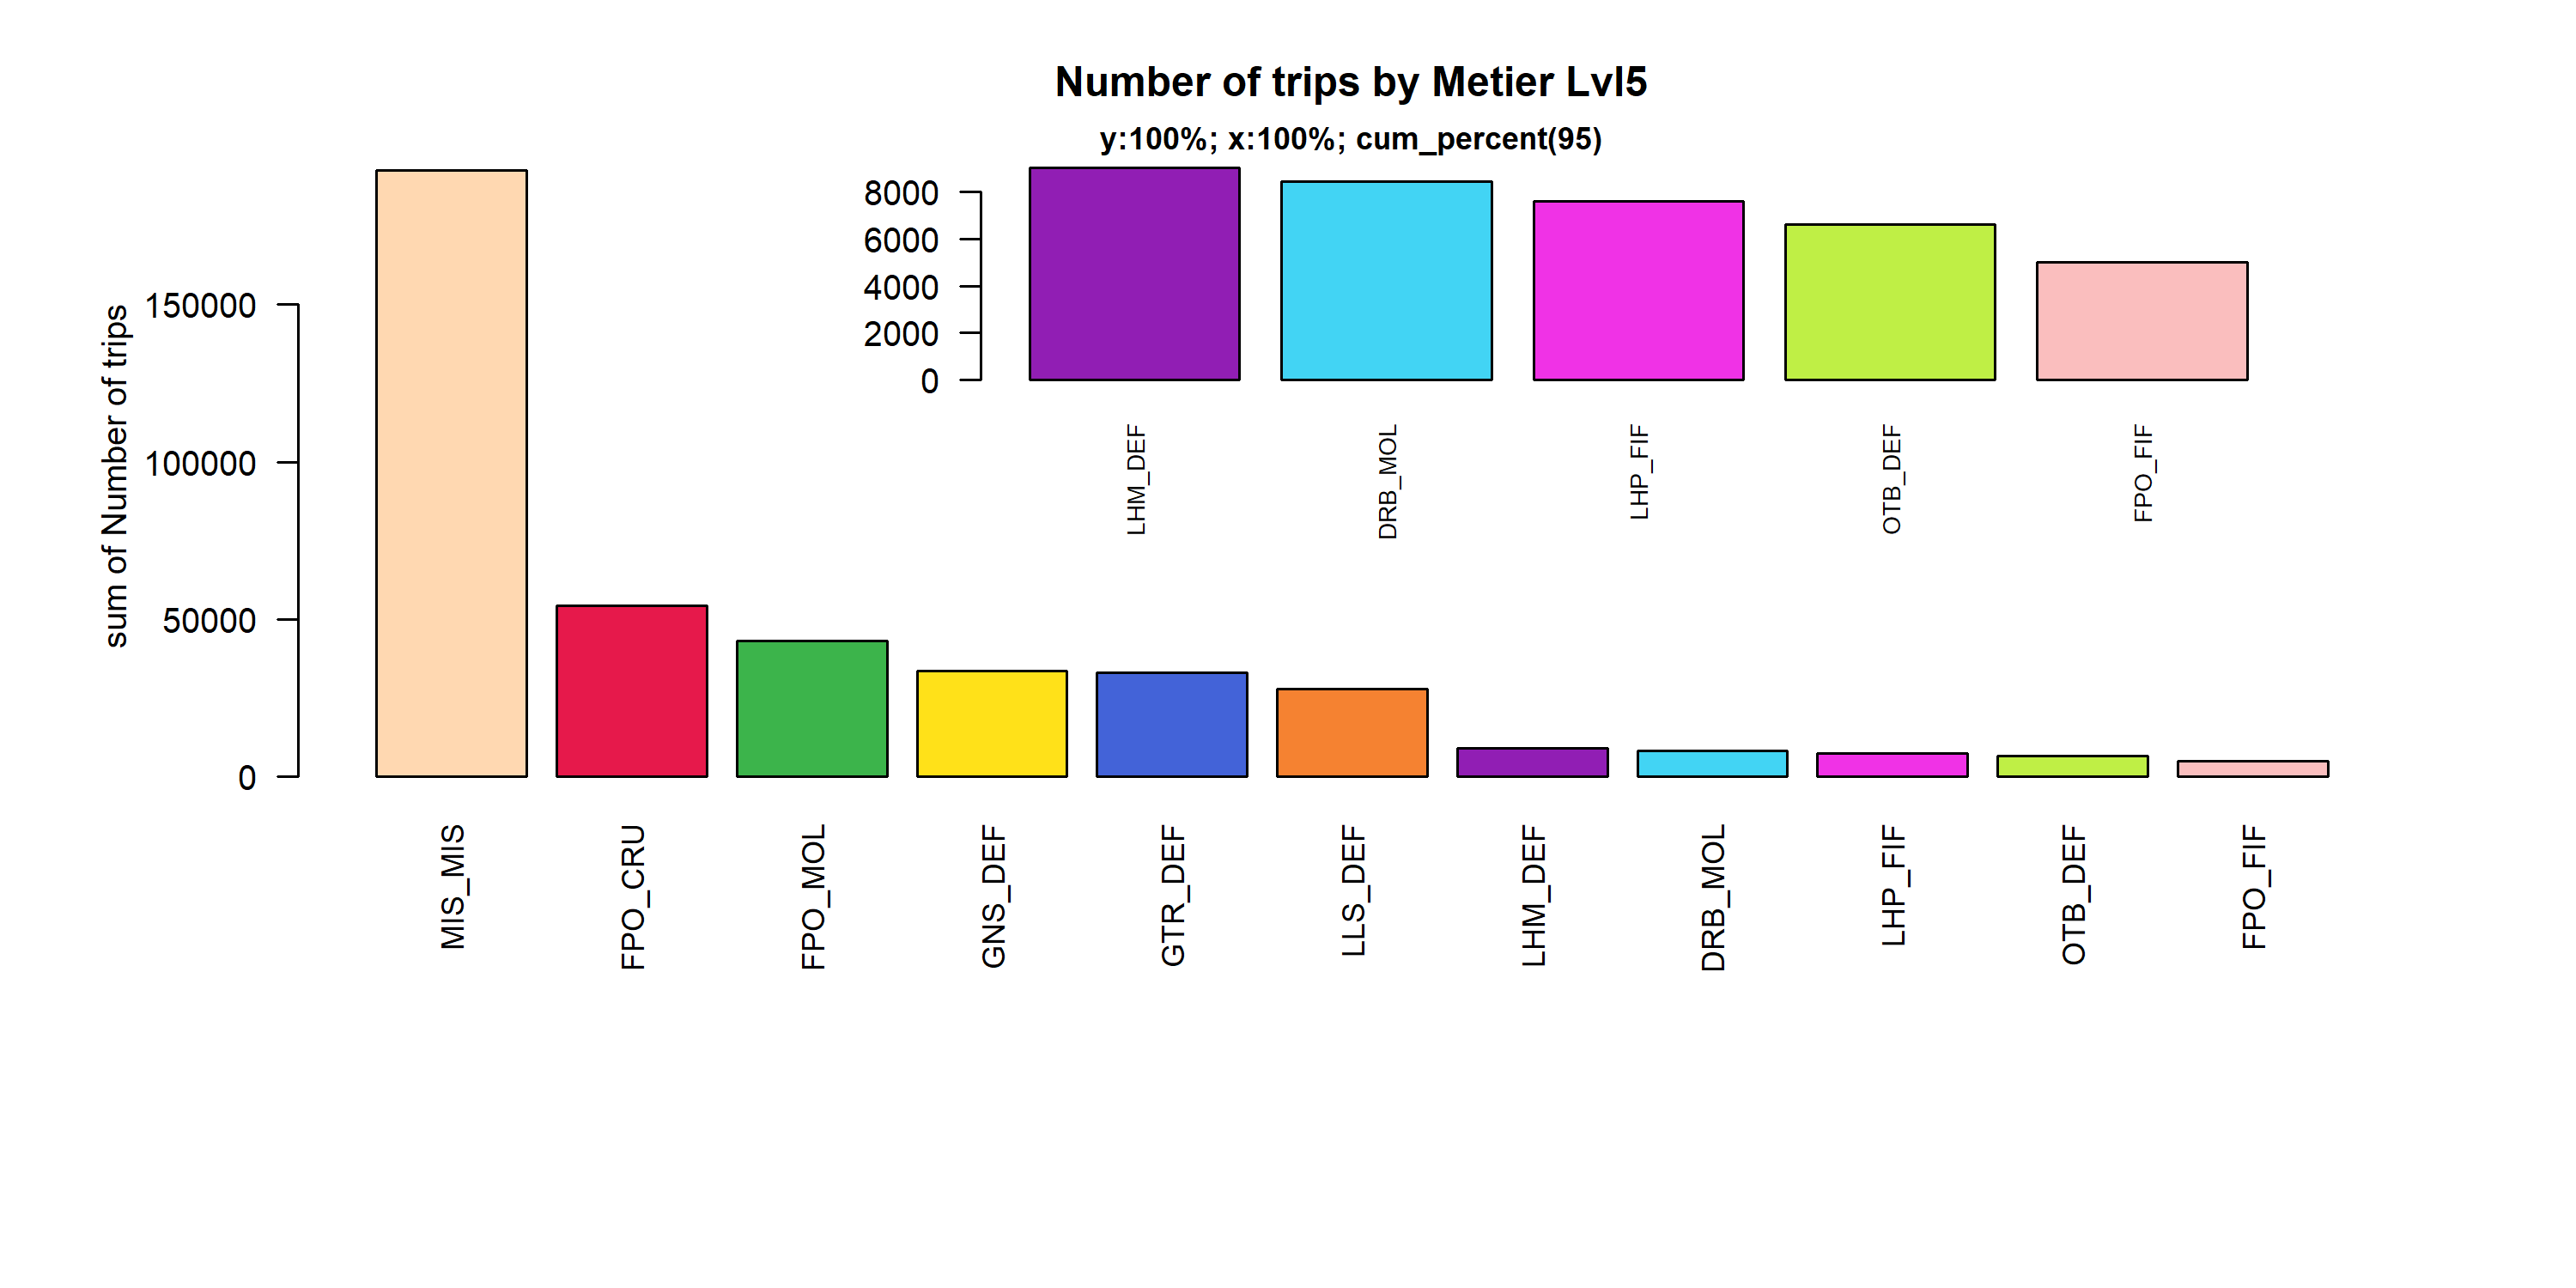 Number of trips by Metier Lvl5
y:100%; x:100%; cum_percent(95)
8000
6000
4000
2000
0
LHM_DEF
DRB_MOL
LHP_FIF
OTB_DEF
FPO_FIF
sum of Number of trips
150000
100000
50000
0
MIS_MIS
FPO_CRU
FPO_MOL
GNS_DEF
GTR_DEF
LLS_DEF
LHM_DEF
DRB_MOL
LHP_FIF
OTB_DEF
FPO_FIF